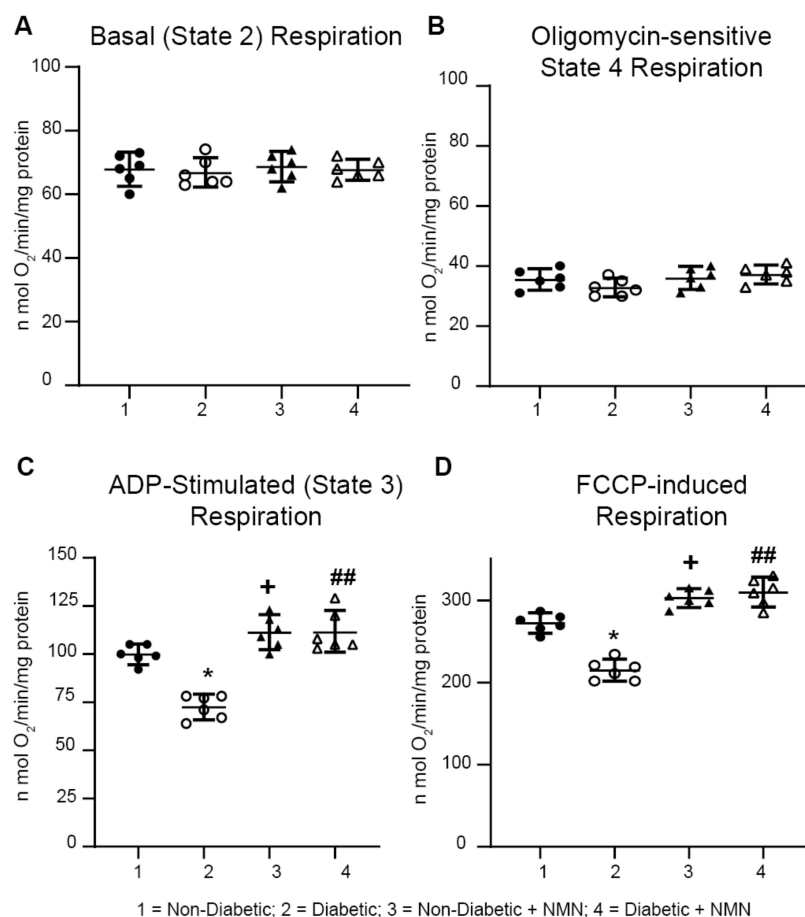 A
Basal (State 2) Respiration
n mol O2/min/mg protein
100
80
60
40
20
0
1 2 3 4
B
Oligomycin-sensitive
State 4 Respiration
n mol O2/min/mg protein
100
80
60
40
20
0
1 2 3 4
C
ADP-Stimulated (State 3)
Respiration
n mol O2/min/mg protein
150
125
100
75
50
25
0
* + ##
1 2 3 4
D
FCCP-induced
Respiration
n mol O2/min/mg protein
300
200
300
0
* + ##
1 2 3 4
1 = Non-Diabetic; 2 = Diabetic; 3 = Non-Diabetic + NMN; 4 = Diabetic + NMN